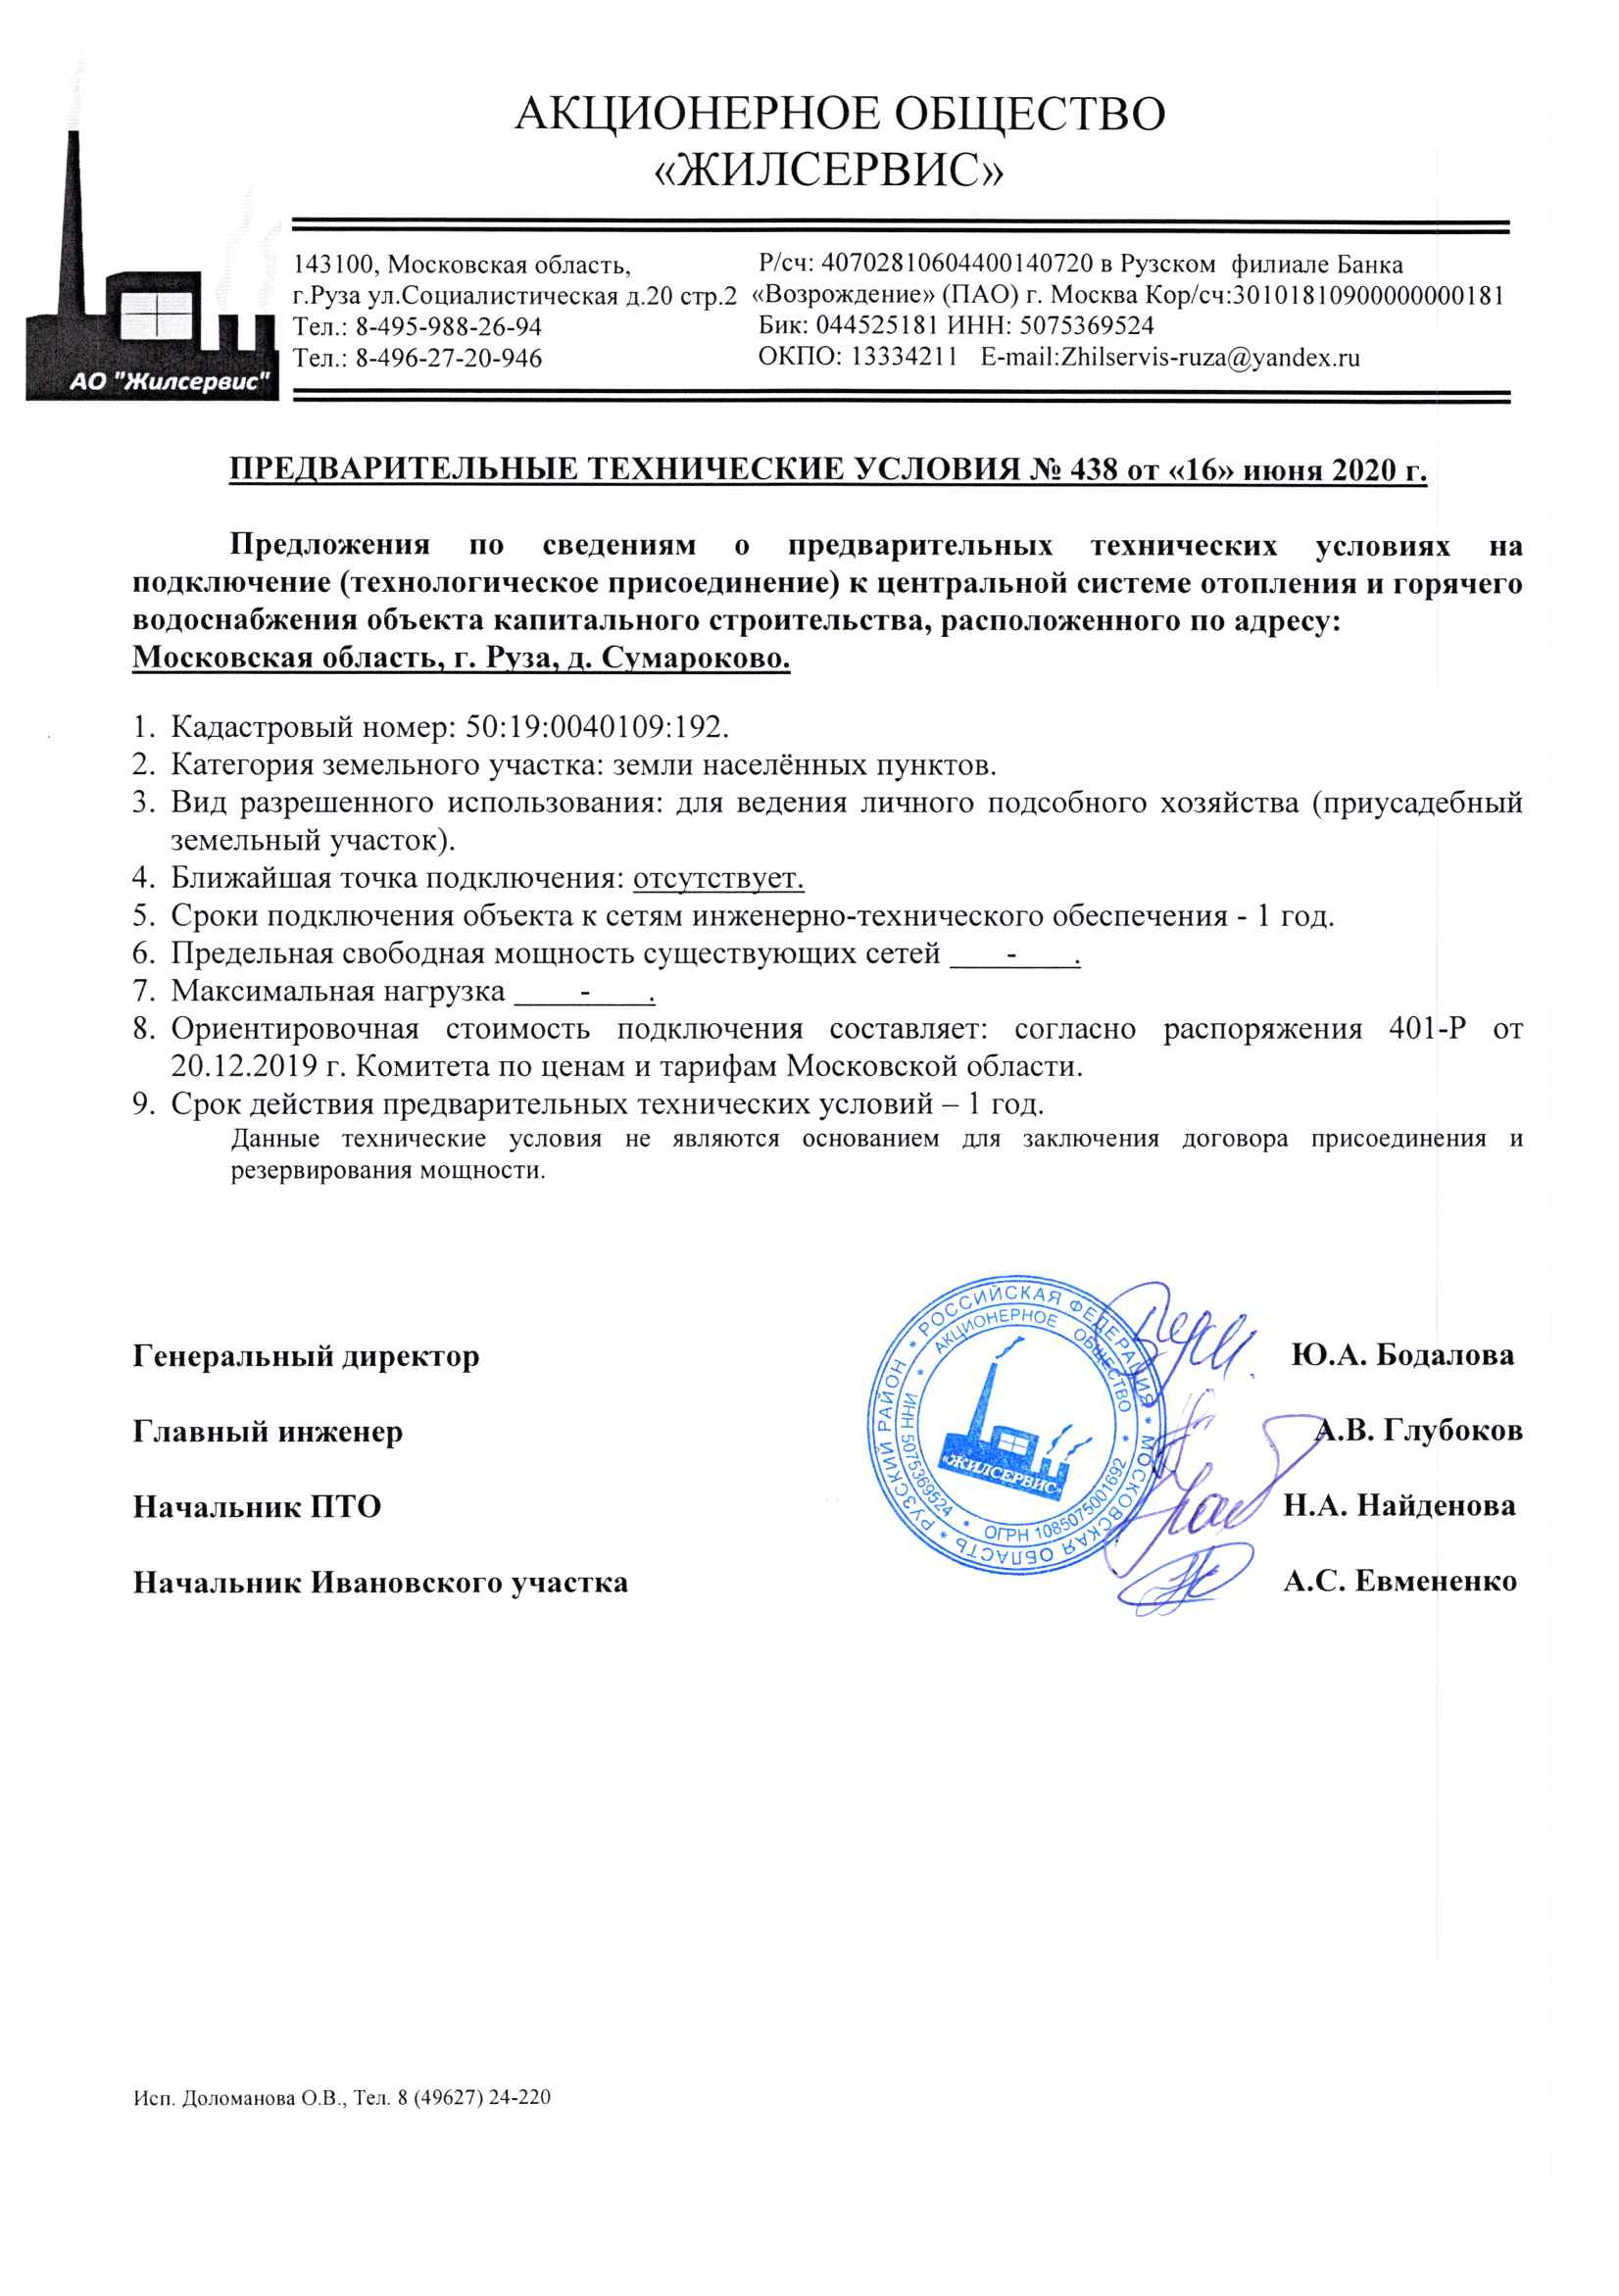 АКЦИОНЕРНОЕ ОБЩЕСТВО
«ЖИЛСЕРВИС»
АО "Жилсервис"
143100, Московская область,
г.Руза ул.Социалистическая д.20 стр.2
Тел.: 8-495-988-26-94
Тел.: 8-496-27-20-946
Р/сч: 40702810604400140720 в Рузском филиале Банка
«Возрождение» (ПАО) г. Москва Кор/сч:30101810900000000181
Бик: 044525181 ИНН: 5075369524
ОКПО: 13334211 E-mail:Zhilservis-ruza@yandex.ru
ПРЕДВАРИТЕЛЬНЫЕ ТЕХНИЧЕСКИЕ УСЛОВИЯ № 438 от «16» июня 2020 г.
Предложения по сведениям о предварительных технических условиях на
подключение (технологическое присоединение) к центральной системе отопления и горячего
водоснабжения объекта капитального строительства, расположенного по адресу:
Московская область, г. Руза, д. Сумароково.
1. Кадастровый номер: 50:19:0040109:192.
2. Категория земельного участка: земли населённых пунктов.
3. Вид разрешенного использования: для ведения личного подсобного хозяйства (приусадебный
земельный участок).
4. Ближайшая точка подключения: отсутствует.
5. Сроки подключения объекта к сетям инженерно-технического обеспечения - 1 год.
6. Предельная свободная мощность существующих сетей ____-____.
7. Максимальная нагрузка ____-____.
8. Ориентировочная стоимость подключения составляет: согласно распоряжения 401-Р от
20.12.2019 г. Комитета по ценам и тарифам Московской области.
9. Срок действия предварительных технических условий – 1 год.
Данные технические условия не являются основанием для заключения договора присоединения и
резервирования мощности.
Генеральный директор Ю.А. Бодалова
Главный инженер А.В. Глубоков
Начальник ПТО Н.А. Найденова
Начальник Ивановского участка А.С. Евмененко
* РОССИЙСКАЯ ФЕДЕРАЦИЯ * МОСКОВСКАЯ ОБЛАСТЬ * РУЗСКИЙ РАЙОН
* АКЦИОНЕРНОЕ ОБЩЕСТВО * ОГРН 1085075001692 * ИНН 5075369524
«ЖИЛСЕРВИС»
Исп. Доломанова О.В., Тел. 8 (49627) 24-220